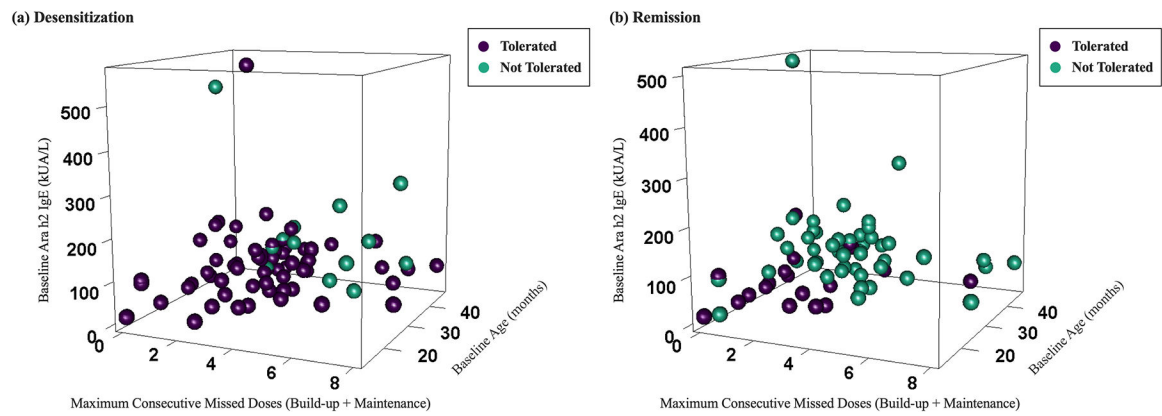 (a) Desensitization
Tolerated
Not Tolerated
500
400
300
200
100
0
Baseline Ara h2 IgE (kUA/L)
0
2
4
6
8
Maximum Consecutive Missed Doses (Build-up + Maintenance)
20
30
40
Baseline Age (months)
(b) Remission
Tolerated
Not Tolerated
500
400
300
200
100
0
Baseline Ara h2 IgE (kUA/L)
0
2
4
6
8
Maximum Consecutive Missed Doses (Build-up + Maintenance)
20
30
40
Baseline Age (months)